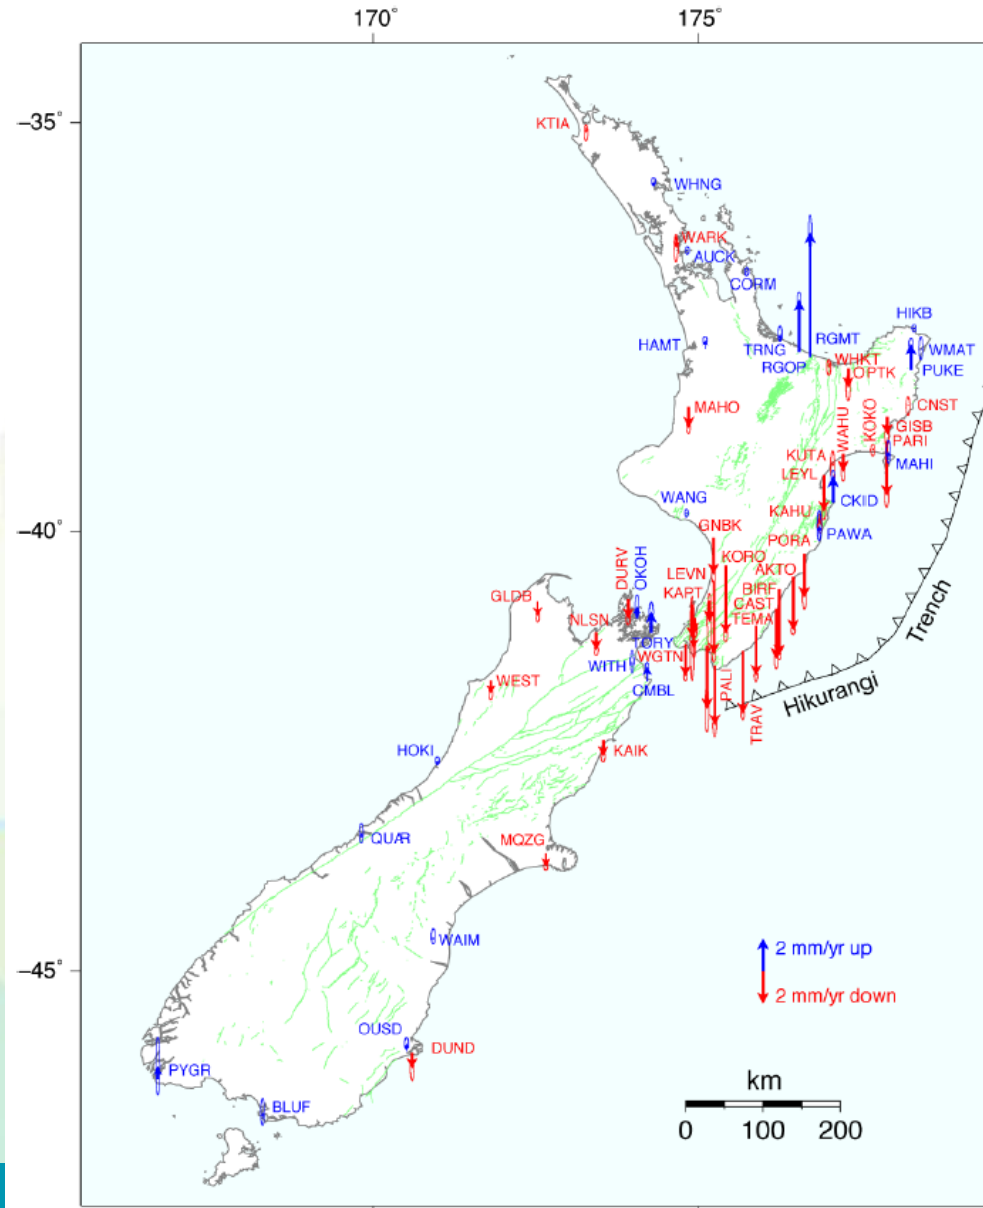 170°
175°
−35°
−40°
−45°
KTIA
WHNG
WARK
AUCK
CORM
HAMT
TRNG
RGOP
RGMT
HIKB
WMAT
PUKE
WHKT
OPTK
CNST
MAHO
WAHU
KOKO
GISB
PARI
MAHI
KUTA
LEYL
CKID
WANG
KAHU
PAWA
GNBK
PORA
KORO
AKTO
LEVN
BIRF
KAPT
CAST
TEMA
DURV
OKOH
GLDB
NLSN
TORY
WGTN
WITH
CMBL
PALI
TRAV
Hikurangi
Trench
WEST
HOKI
KAIK
QUAR
MQZG
WAIM
2 mm/yr up
2 mm/yr down
OUSD
DUND
PYGR
BLUF
km
0 100 200